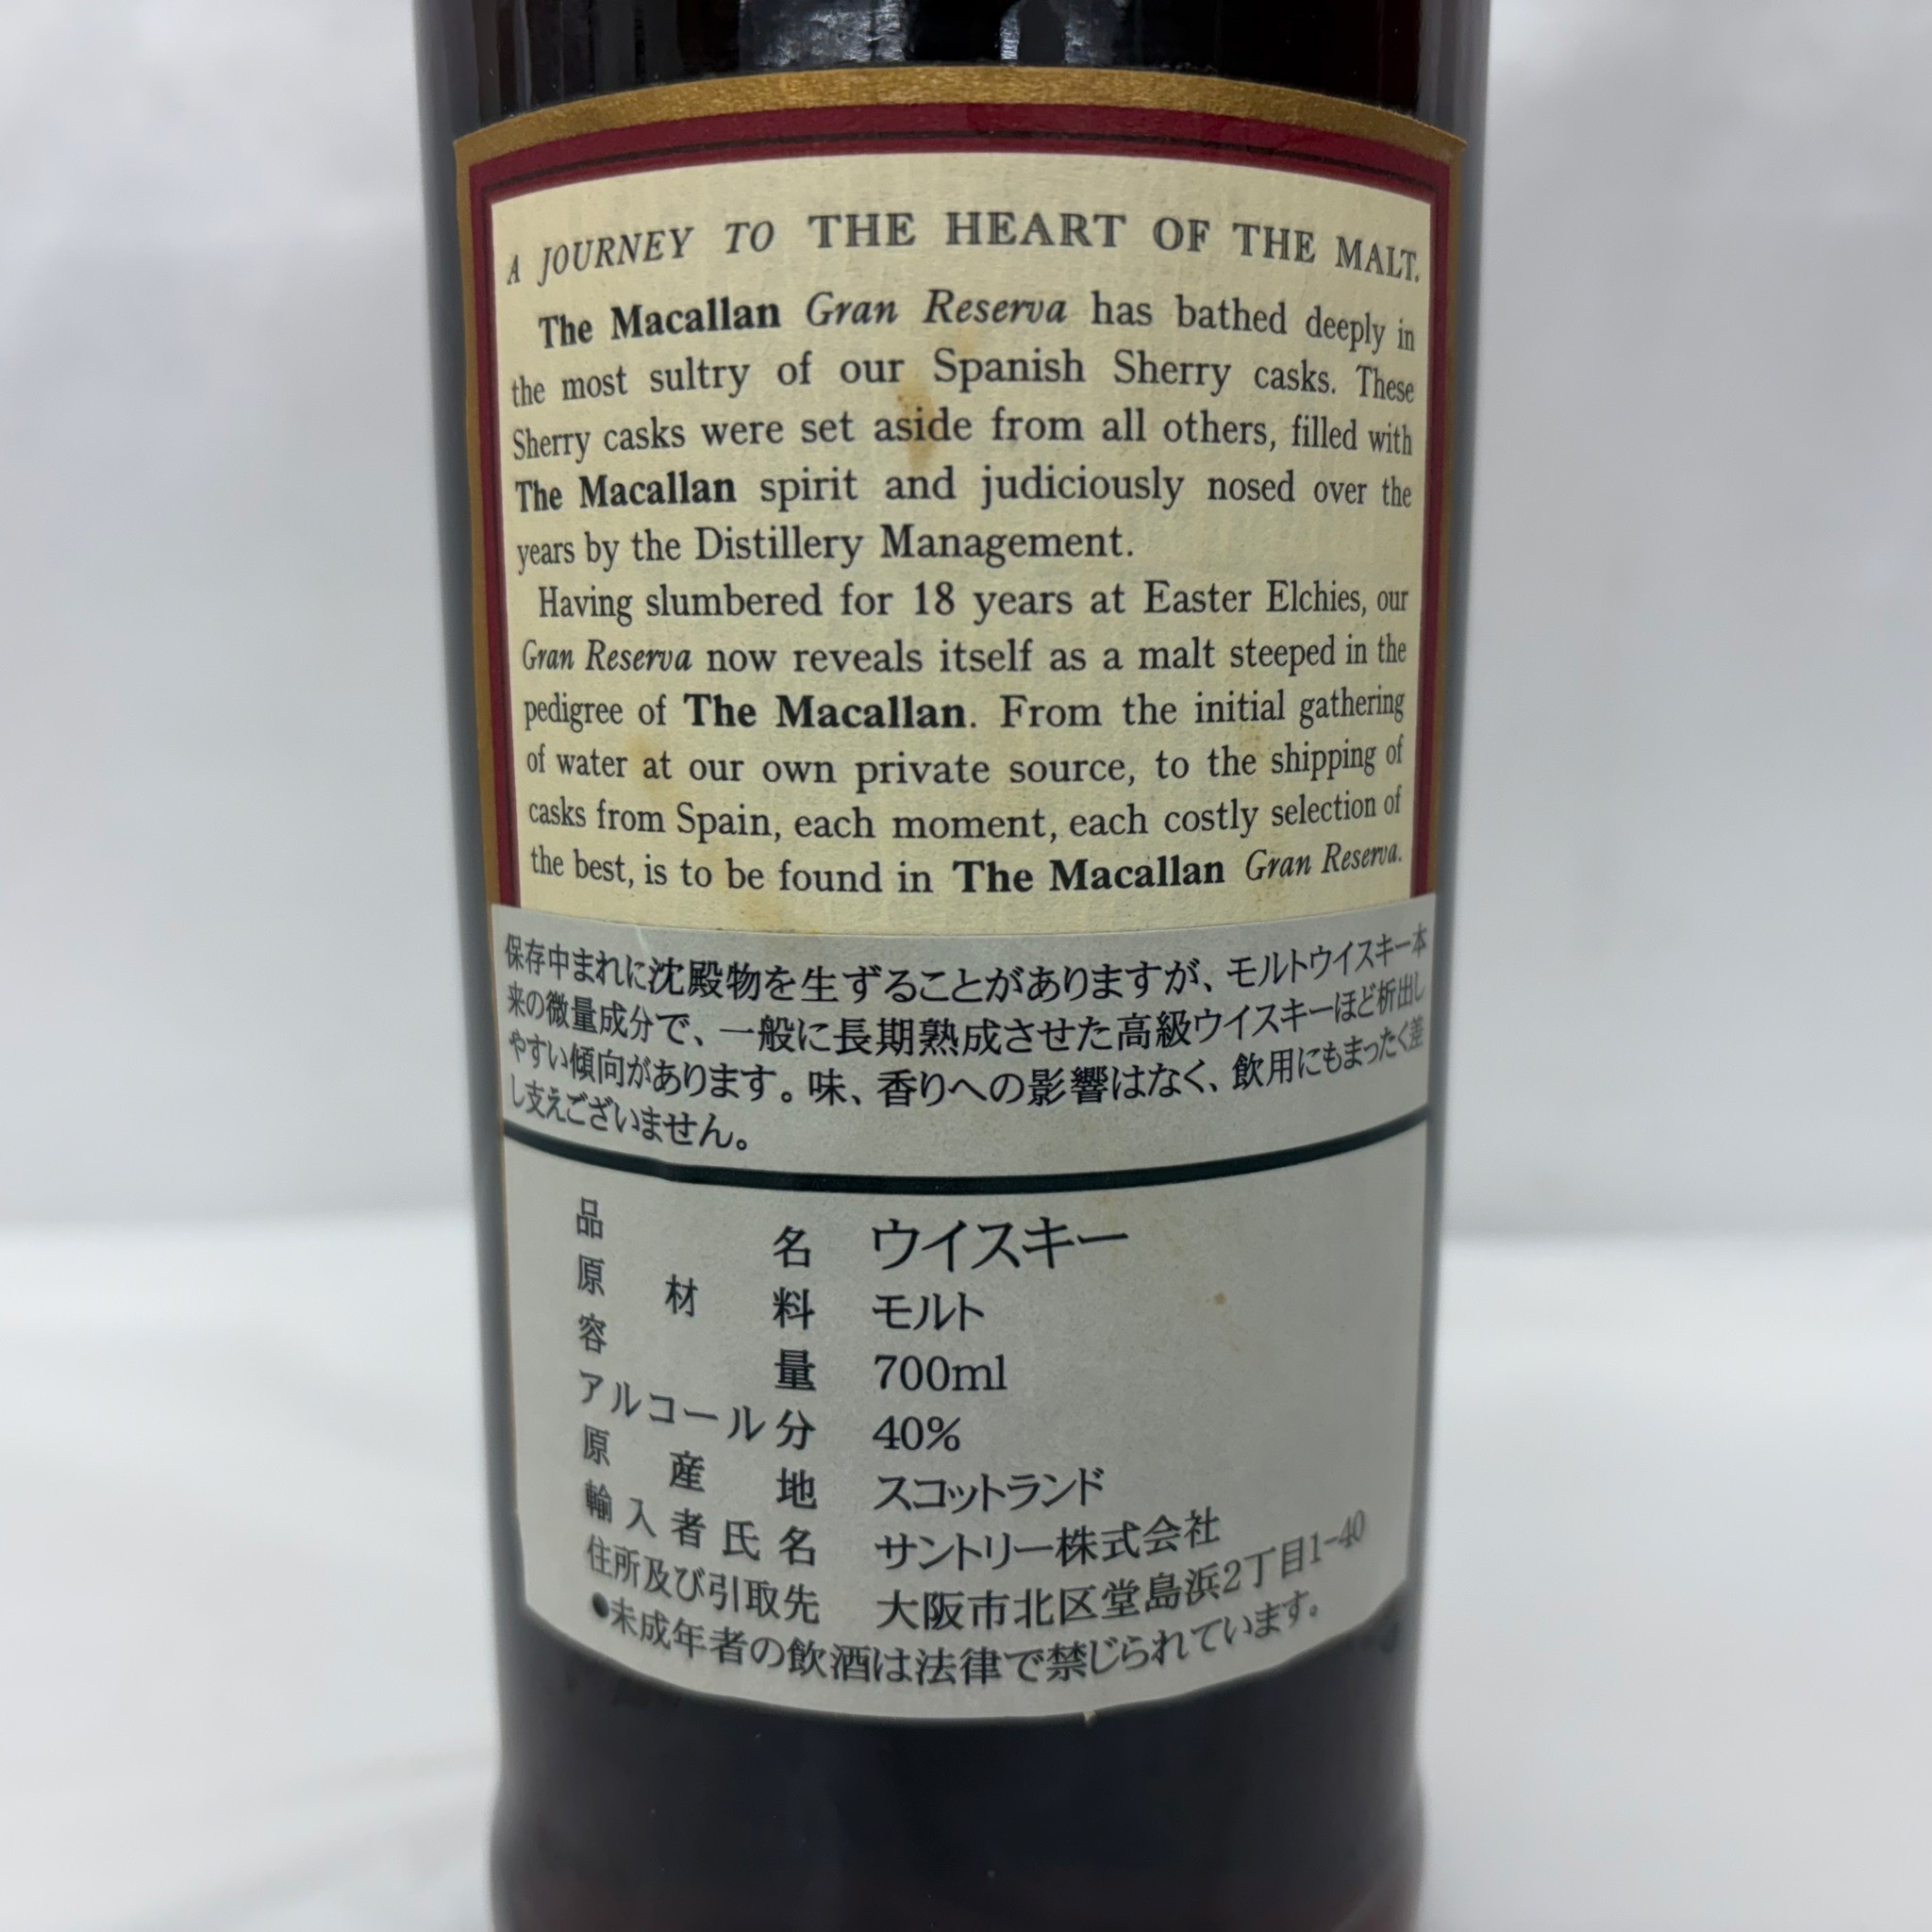 A JOURNEY TO THE HEART OF THE MALT.
The Macallan Gran Reserva has bathed deeply in
the most sultry of our Spanish Sherry casks. These
Sherry casks were set aside from all others, filled with
The Macallan spirit and judiciously nosed over the
years by the Distillery Management.
Having slumbered for 18 years at Easter Elchies, our
Gran Reserva now reveals itself as a malt steeped in the
pedigree of The Macallan. From the initial gathering
of water at our own private source, to the shipping of
casks from Spain, each moment, each costly selection of
the best, is to be found in The Macallan Gran Reserva.
保存中まれに沈殿物を生ずることがありますが、モルトウイスキー本
来の微量成分で、一般に長期熟成させた高級ウイスキーほど析出し
やすい傾向があります。味、香りへの影響はなく、飲用にもまったく差
し支えございません。
品名 ウイスキー
原材料 モルト
容量 700ml
アルコール分 40%
原産地 スコットランド
輸入者氏名 サントリー株式会社
住所及び引取先 大阪市北区堂島浜2丁目1-40
●未成年者の飲酒は法律で禁じられています。